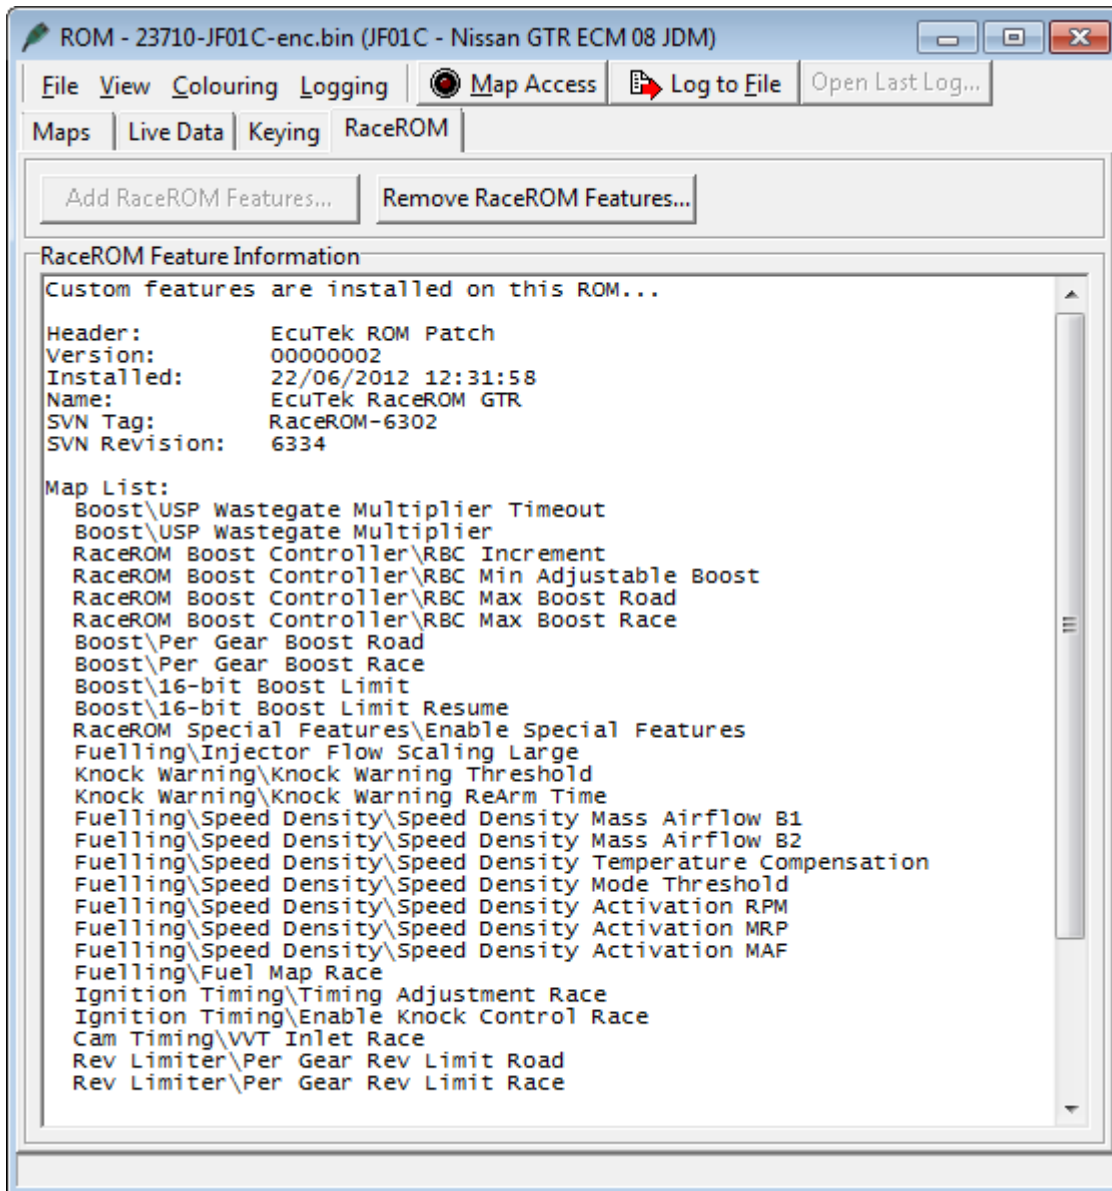 ROM - 23710-JF01C-enc.bin (JF01C - Nissan GTR ECM 08 JDM)
File View Colouring Logging Map Access Log to File Open Last Log...
Maps Live Data Keying RaceROM
Add RaceROM Features... Remove RaceROM Features...
RaceROM Feature Information
Custom features are installed on this ROM...
Header: EcuTek ROM Patch
Version: 00000002
Installed: 22/06/2012 12:31:58
Name: EcuTek RaceROM GTR
SVN Tag: RaceROM-6302
SVN Revision: 6334
Map List:
Boost\USP Wastegate Multiplier Timeout
Boost\USP Wastegate Multiplier
RaceROM Boost Controller\RBC Increment
RaceROM Boost Controller\RBC Min Adjustable Boost
RaceROM Boost Controller\RBC Max Boost Road
RaceROM Boost Controller\RBC Max Boost Race
Boost\Per Gear Boost Road
Boost\Per Gear Boost Race
Boost\16-bit Boost Limit
Boost\16-bit Boost Limit Resume
RaceROM Special Features\Enable Special Features
Fuelling\Injector Flow Scaling Large
Knock Warning\Knock Warning Threshold
Knock Warning\Knock Warning ReArm Time
Fuelling\Speed Density\Speed Density Mass Airflow B1
Fuelling\Speed Density\Speed Density Mass Airflow B2
Fuelling\Speed Density\Speed Density Temperature Compensation
Fuelling\Speed Density\Speed Density Mode Threshold
Fuelling\Speed Density\Speed Density Activation RPM
Fuelling\Speed Density\Speed Density Activation MRP
Fuelling\Speed Density\Speed Density Activation MAF
Fuelling\Fuel Map Race
Ignition Timing\Timing Adjustment Race
Ignition Timing\Enable Knock Control Race
Cam Timing\VVT Inlet Race
Rev Limiter\Per Gear Rev Limit Road
Rev Limiter\Per Gear Rev Limit Race